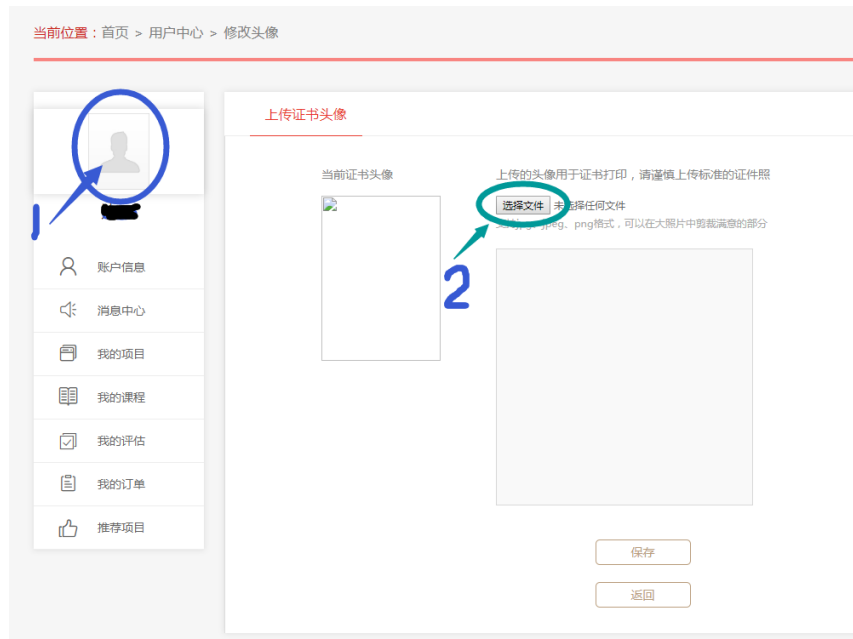 当前位置：首页 > 用户中心 > 修改头像
上传证书头像
1
当前证书头像
上传的头像用于证书打印，请谨慎上传标准的证件照
选择文件 未选择任何文件
png格式，可以在大照片中剪裁满意的部分
2
账户信息
消息中心
我的项目
我的课程
我的评估
我的订单
推荐项目
保存
返回